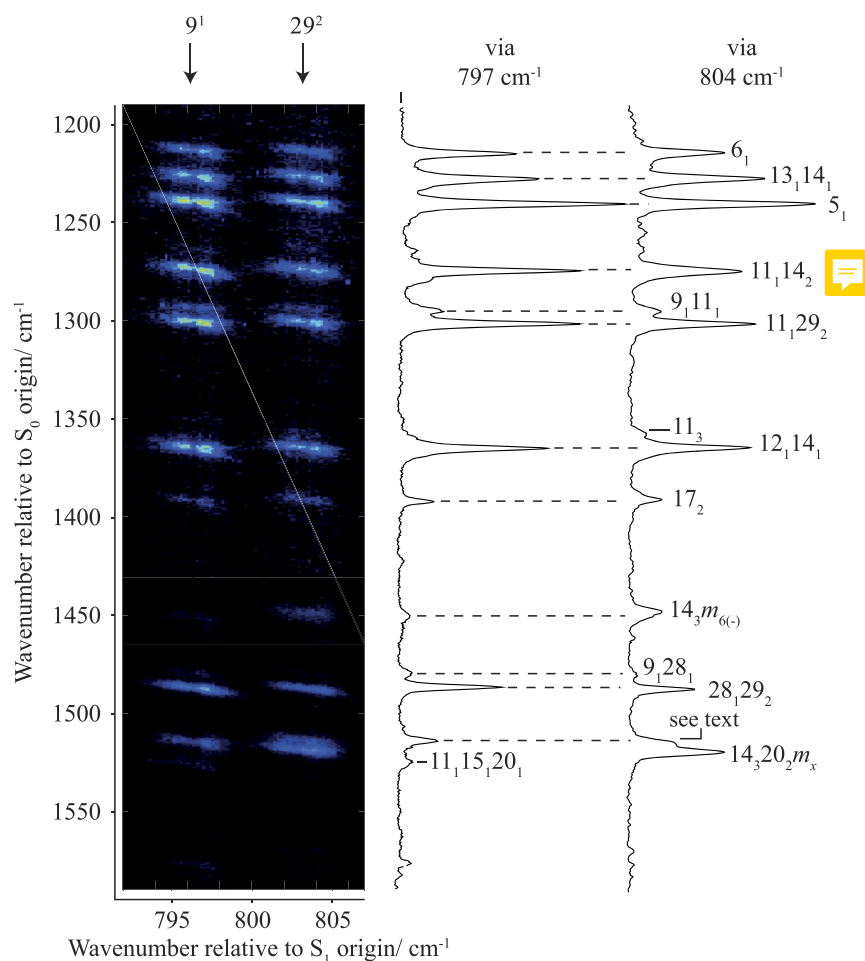 9¹ 29²
via via
797 cm⁻¹ 804 cm⁻¹
1200
6₁
13₁14₁
5₁
1250
11₁14₂
9₁11₁
1300
11₁29₂
1350
11₃
12₁14₁
17₂
1400
1450
14₃m₆₍₋₎
9₁28₁
28₁29₂
1500
see text
14₃20₂mₓ
11₁15₁20₁
1550
Wavenumber relative to S₀ origin/ cm⁻¹
795 800 805
Wavenumber relative to S₁ origin/ cm⁻¹